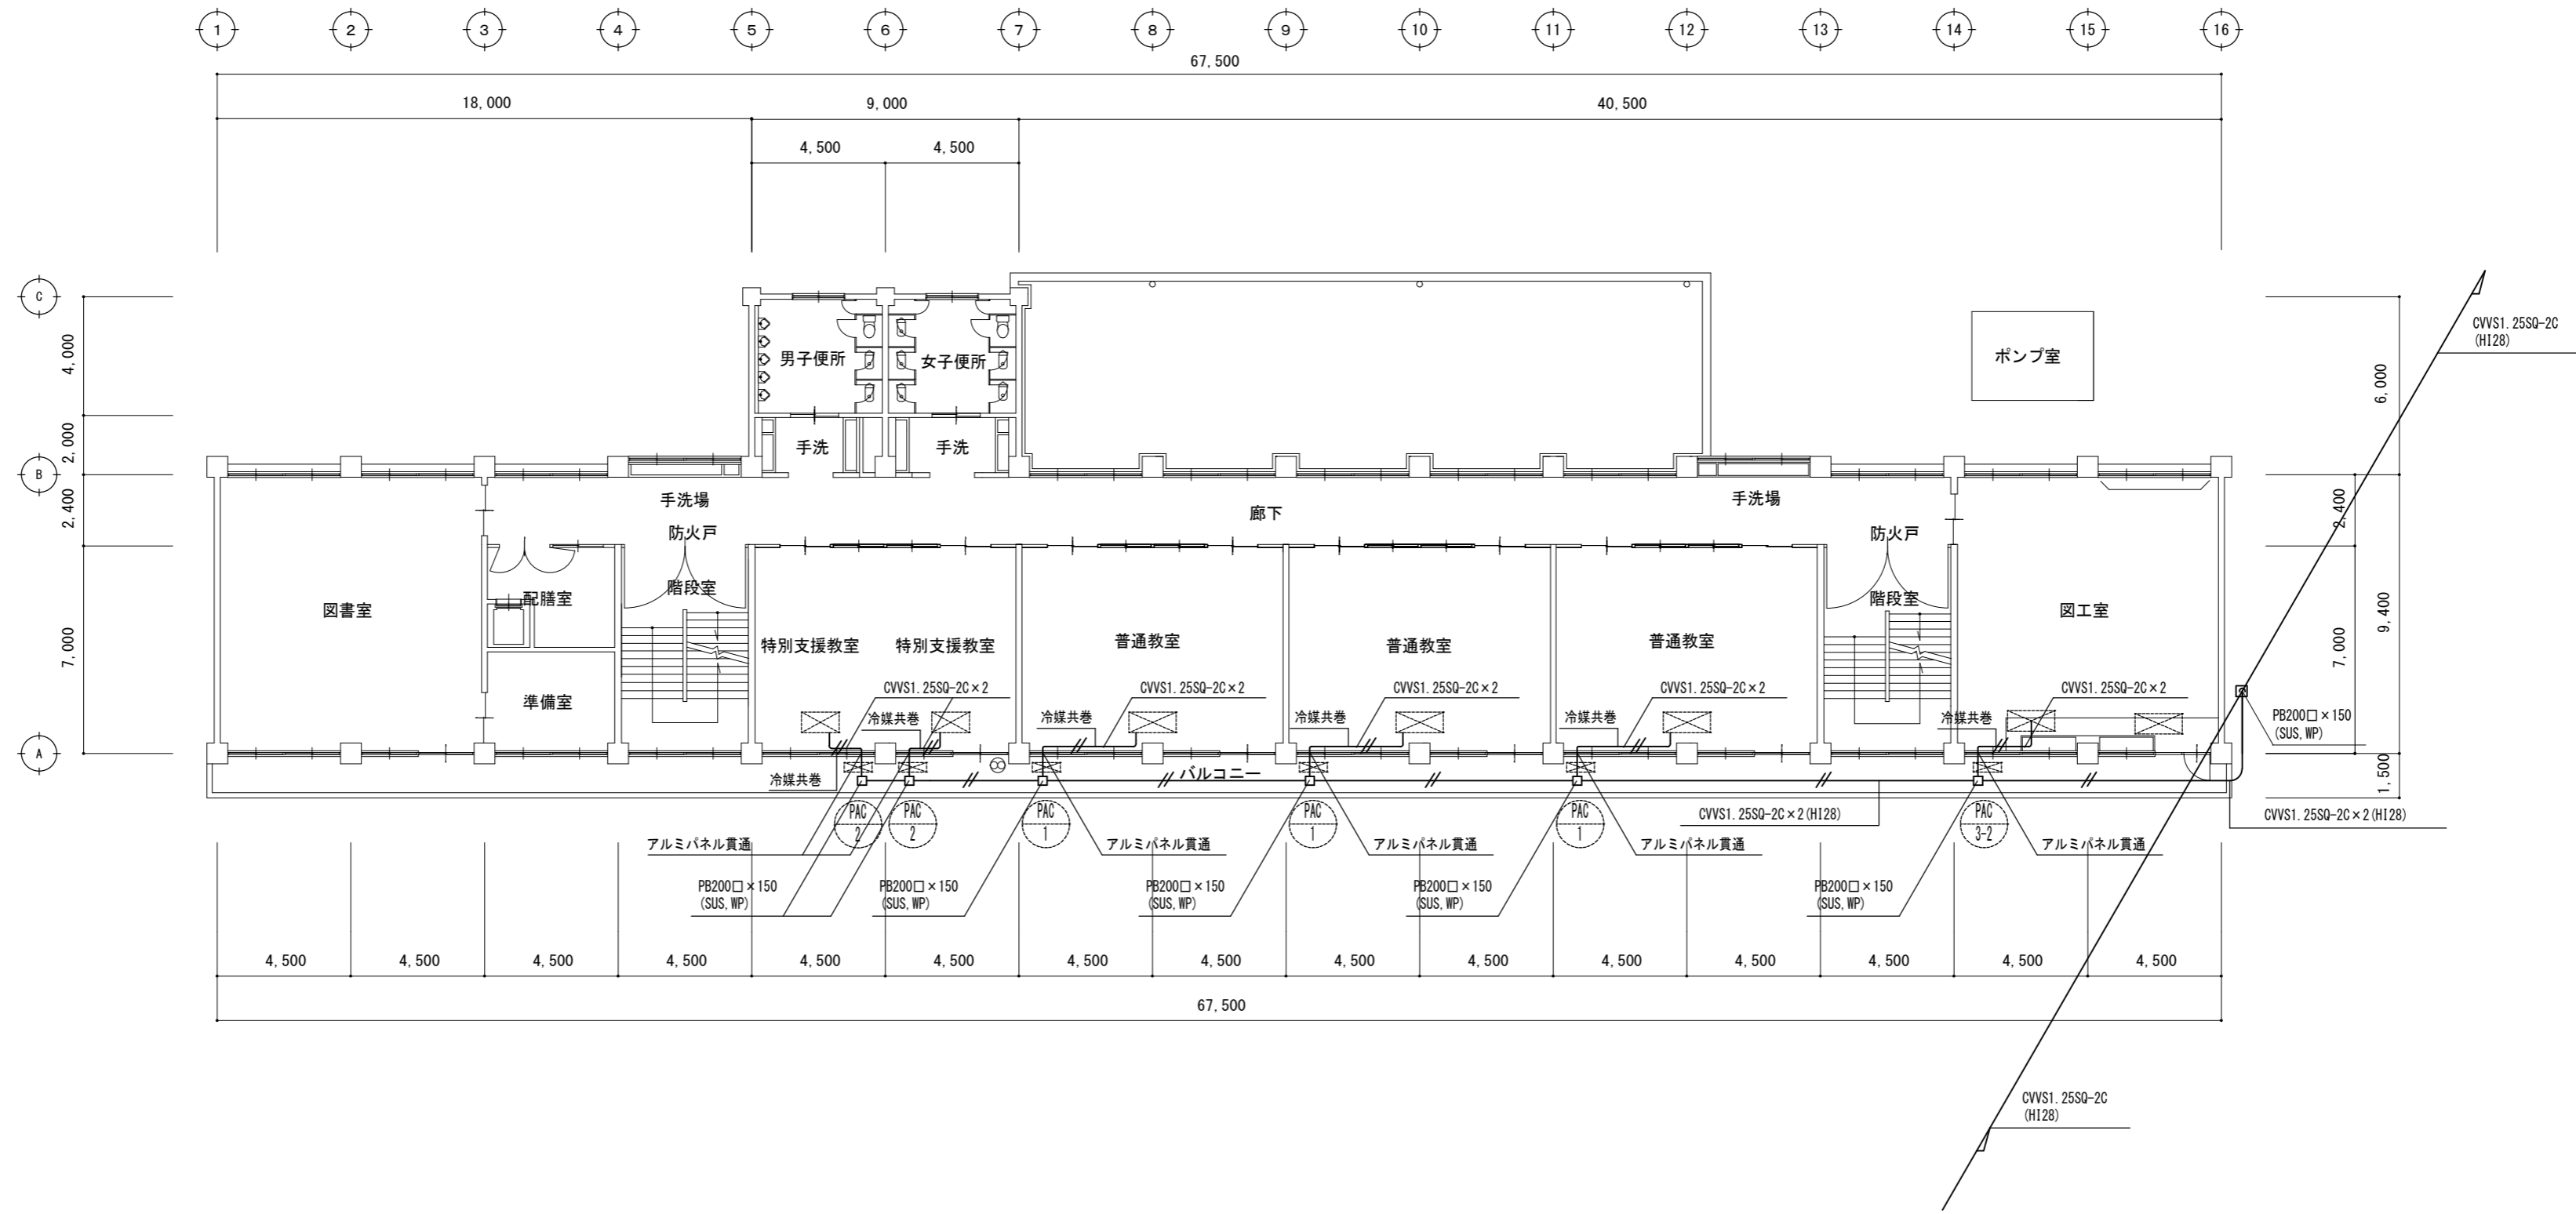 1 2 3 4 5 6 7 8 9 10 11 12 13 14 15 16
67,500
18,000 9,000 40,500
4,500 4,500
C
B
A
4,000
2,000
2,400
7,000
6,000
2,400
7,000
9,400
1,500
CVVS1.25SQ-2C
(HI28)
ポンプ室
男子便所 女子便所
手洗 手洗
手洗場 廊下 手洗場
防火戸 防火戸
図書室 配膳室 階段室 階段室 図工室
準備室
特別支援教室 特別支援教室 普通教室 普通教室 普通教室
CVVS1.25SQ-2C×2 CVVS1.25SQ-2C×2 CVVS1.25SQ-2C×2 CVVS1.25SQ-2C×2 CVVS1.25SQ-2C×2
冷媒共巻 冷媒共巻 冷媒共巻 冷媒共巻 冷媒共巻
冷媒共巻
バルコニー
PB200□×150
(SUS,WP)
PAC
2
PAC
2
PAC
1
PAC
1
PAC
1
PAC
3-2
CVVS1.25SQ-2C×2(HI28) CVVS1.25SQ-2C×2(HI28)
アルミパネル貫通 アルミパネル貫通 アルミパネル貫通 アルミパネル貫通 アルミパネル貫通
PB200□×150
(SUS,WP)
PB200□×150
(SUS,WP)
PB200□×150
(SUS,WP)
PB200□×150
(SUS,WP)
PB200□×150
(SUS,WP)
4,500 4,500 4,500 4,500 4,500 4,500 4,500 4,500 4,500 4,500 4,500 4,500 4,500 4,500 4,500
67,500
CVVS1.25SQ-2C
(HI28)